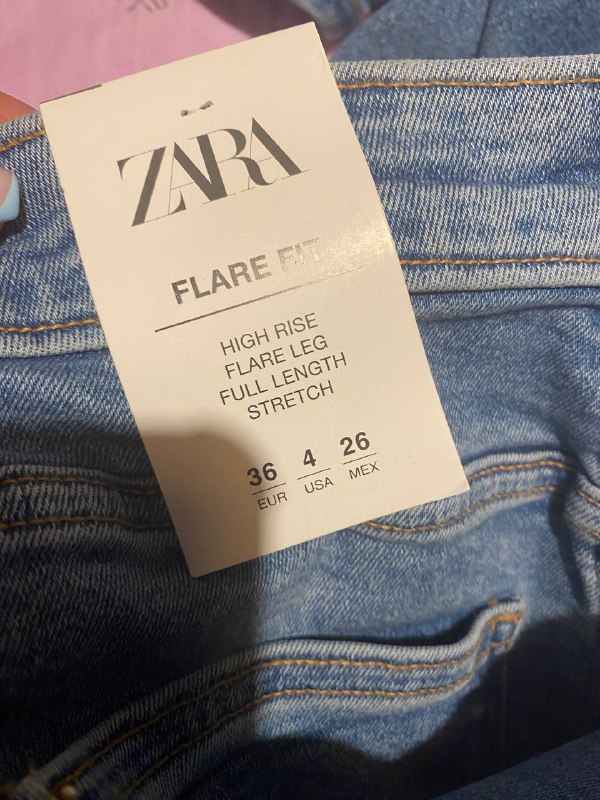 ZARA
FLARE FIT
HIGH RISE
FLARE LEG
FULL LENGTH
STRETCH
36 4 26
EUR USA MEX